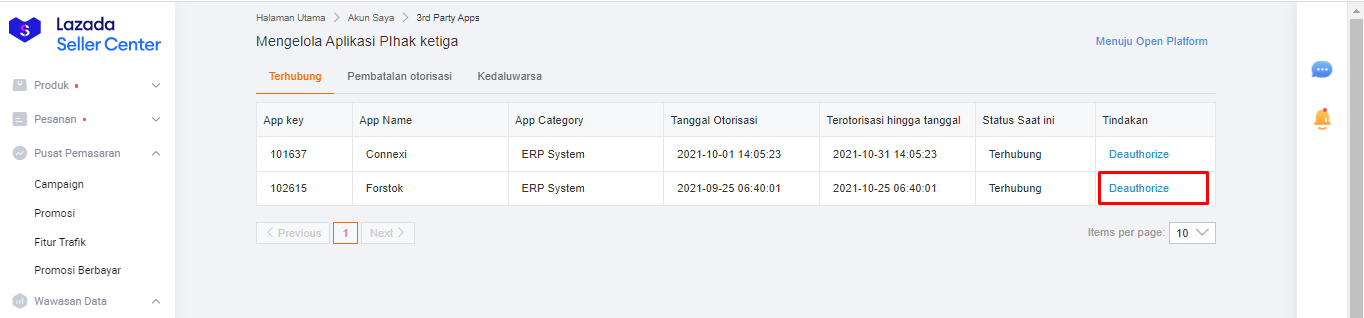 Lazada
Seller Center
Produk
Pesanan
Pusat Pemasaran
Campaign
Promosi
Fitur Trafik
Promosi Berbayar
Wawasan Data
Halaman Utama > Akun Saya > 3rd Party Apps
Mengelola Aplikasi PIhak ketiga
Menuju Open Platform
Terhubung Pembatalan otorisasi Kedaluwarsa
App key App Name App Category Tanggal Otorisasi Terotorisasi hingga tanggal Status Saat ini Tindakan
101637 Connexi ERP System 2021-10-01 14:05:23 2021-10-31 14:05:23 Terhubung Deauthorize
102615 Forstok ERP System 2021-09-25 06:40:01 2021-10-25 06:40:01 Terhubung Deauthorize
< Previous 1 Next > Items per page: 10